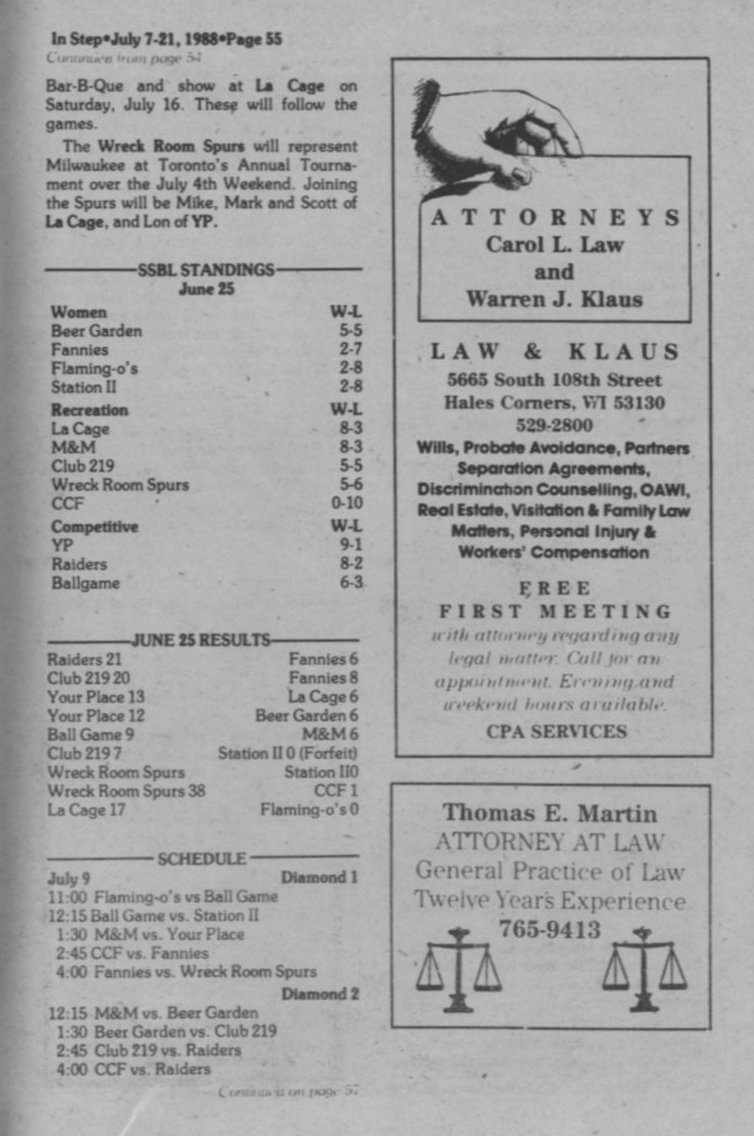 In Step•July 7-21, 1988•Page 55
Continued from page 54
Bar-B-Que and show at La Cage on
Saturday, July 16. These will follow the
games.
The Wreck Room Spurs will represent
Milwaukee at Toronto's Annual Tourna-
ment over the July 4th Weekend. Joining
the Spurs will be Mike, Mark and Scott of
La Cage, and Lon of YP.
SSBL STANDINGS
June 25
Women W-L
Beer Garden 5-5
Fannies 2-7
Flaming-o's 2-8
Station II 2-8
Recreation W-L
La Cage 8-3
M&M 8-3
Club 219 5-5
Wreck Room Spurs 5-6
CCF 0-10
Competitive W-L
YP 9-1
Raiders 8-2
Ballgame 6-3
JUNE 25 RESULTS
Raiders 21 Fannies 6
Club 219 20 Fannies 8
Your Place 13 La Cage 6
Your Place 12 Beer Garden 6
Ball Game 9 M&M 6
Club 219 7 Station II 0 (Forfeit)
Wreck Room Spurs Station II0
Wreck Room Spurs 38 CCF 1
La Cage 17 Flaming-o's 0
SCHEDULE
July 9 Diamond 1
11:00 Flaming-o's vs Ball Game
12:15 Ball Game vs. Station II
1:30 M&M vs. Your Place
2:45 CCF vs. Fannies
4:00 Fannies vs. Wreck Room Spurs
Diamond 2
12:15 M&M vs. Beer Garden
1:30 Beer Garden vs. Club 219
2:45 Club 219 vs. Raiders
4:00 CCF vs. Raiders
Continued on page 57
ATTORNEYS
Carol L. Law
and
Warren J. Klaus
LAW & KLAUS
5665 South 108th Street
Hales Corners, WI 53130
529-2800
Wills, Probate Avoidance, Partners
Separation Agreements,
Discrimination Counselling, OAWI,
Real Estate, Visitation & Family Law
Matters, Personal Injury &
Workers' Compensation
FREE
FIRST MEETING
with attorney regarding any
legal matter. Call for an
appointment. Evening and
weekend hours available.
CPA SERVICES
Thomas E. Martin
ATTORNEY AT LAW
General Practice of Law
Twelve Year's Experience
765-9413